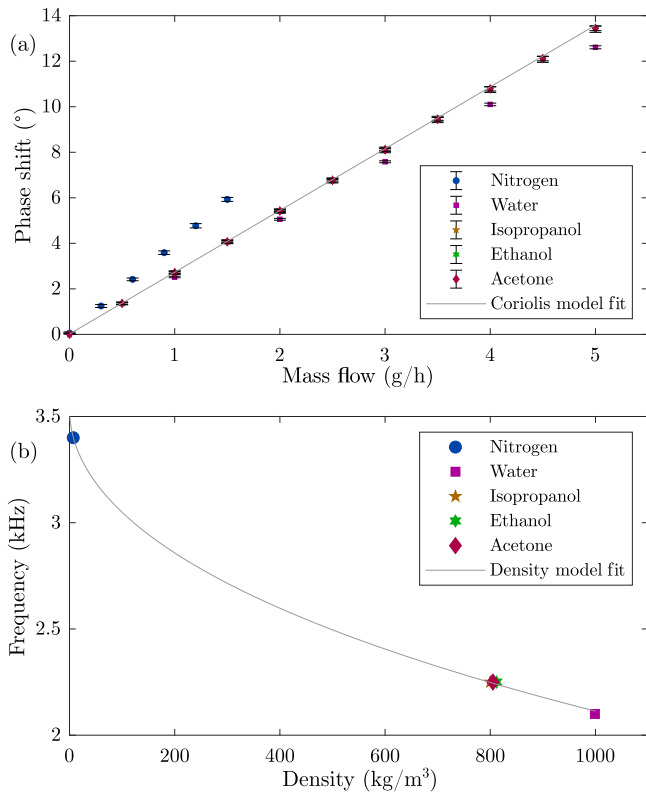 (a)
Phase shift (°)
14
12
10
8
6
4
2
0
0 1 2 3 4 5
Mass flow (g/h)
Nitrogen
Water
Isopropanol
Ethanol
Acetone
Coriolis model fit
(b)
Frequency (kHz)
3.5
3
2.5
2
0 200 400 600 800 1000
Density (kg/m³)
Nitrogen
Water
Isopropanol
Ethanol
Acetone
Density model fit